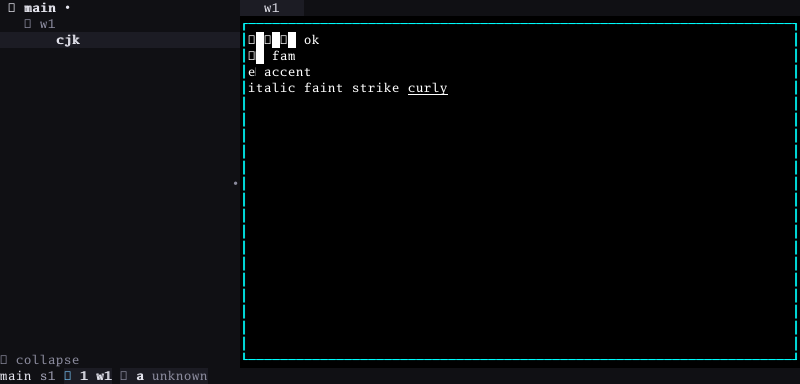 main •
w1
w1
cjk
ok
fam
e accent
italic faint strike curly
collapse
main s1 1 w1 a unknown